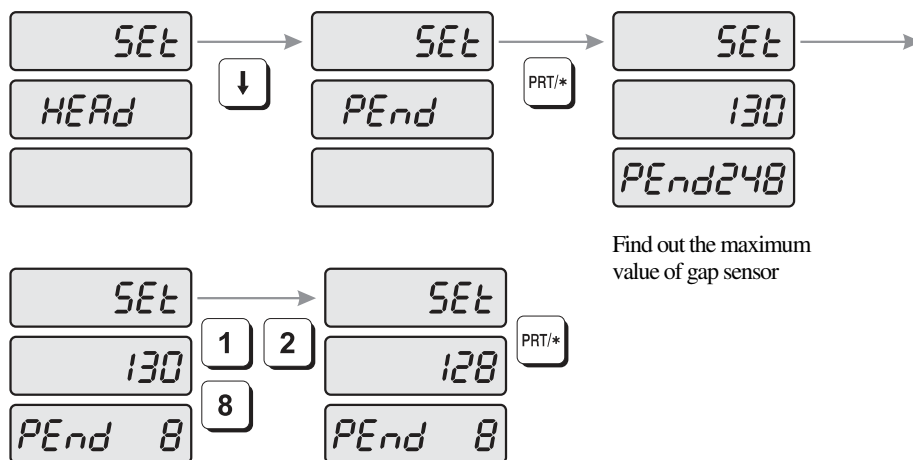 SEt
HEAd
↓
SEt
PEnd
PRT/*
SEt
130
PEnd248
Find out the maximum
value of gap sensor
SEt
130
PEnd 8
1 2
8
SEt
128
PEnd 8
PRT/*